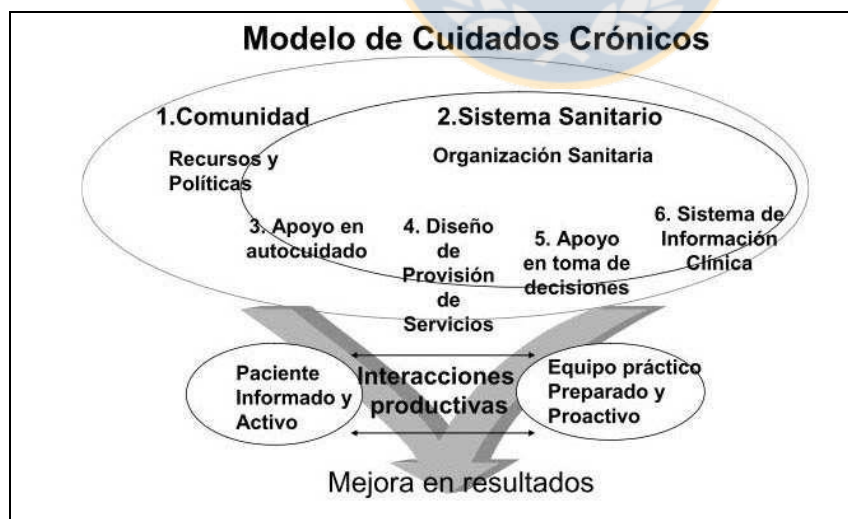 Modelo de Cuidados Crónicos
1.Comunidad
Recursos y
Políticas
2.Sistema Sanitario
Organización Sanitaria
3. Apoyo en
autocuidado
4. Diseño
de
Provisión
de
Servicios
5. Apoyo
en toma de
decisiones
6. Sistema de
Información
Clínica
Paciente
Informado y
Activo
Interacciones
productivas
Equipo práctico
Preparado y
Proactivo
Mejora en resultados